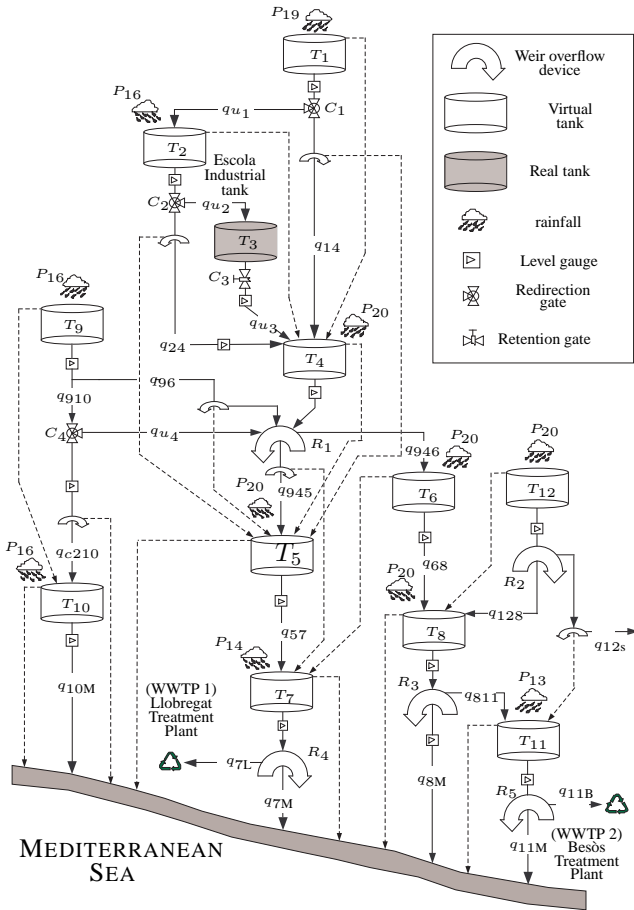 P19
T1
C1
qu1
P16
T2
Escola
Industrial
tank
C2
qu2
T3
C3
q14
P16
T9
qu3
P20
q24
T4
q96
q910
C4
qu4
R1
q946
P20
P20
P20
q945
T6
T12
qc210
T5
P16
P20
q68
R2
T10
q57
T8
q128
q12s
P14
R3
q811
P13
q10M
(WWTP 1)
Llobregat
Treatment
Plant
T7
T11
q7L
R4
q8M
R5
q11B
q7M
q11M
(WWTP 2)
Besòs
Treatment
Plant
MEDITERRANEAN
SEA
Weir overflow
device
Virtual
tank
Real tank
rainfall
Level gauge
Redirection
gate
Retention gate